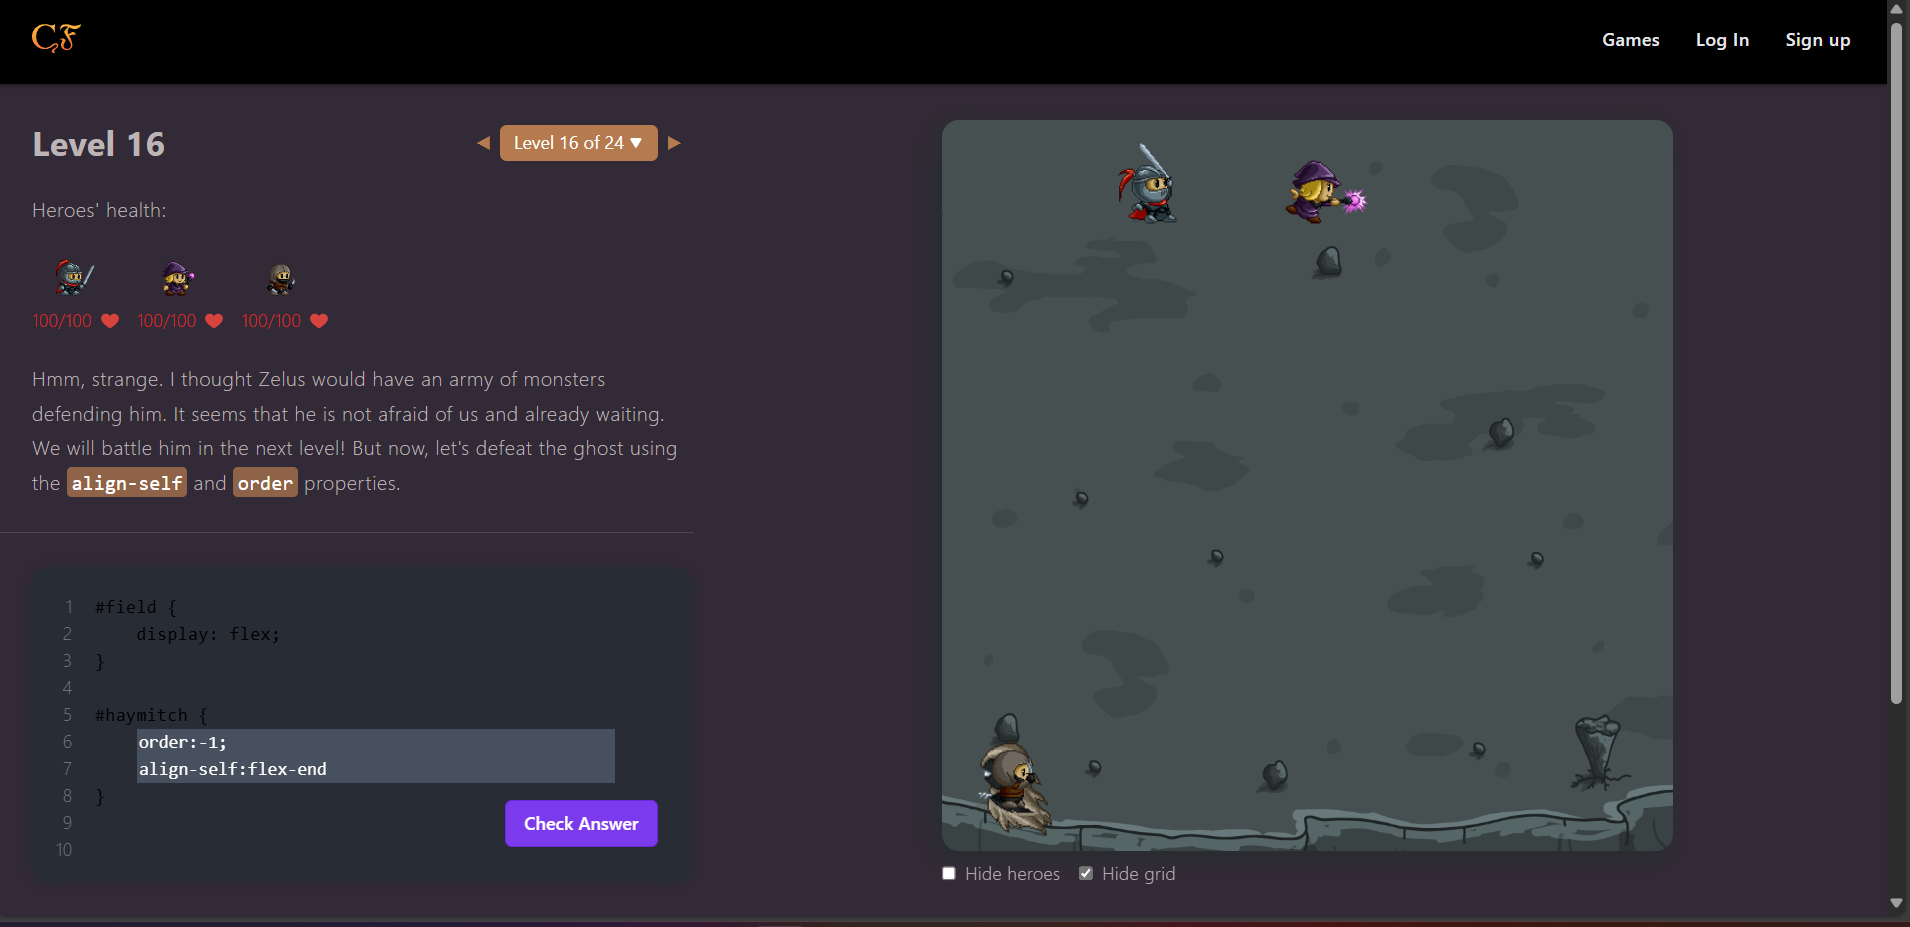 CF
Games
Log In
Sign up
Level 16
◀ Level 16 of 24 ▼ ▶
Heroes' health:
100/100 100/100 100/100
Hmm, strange. I thought Zelus would have an army of monsters
defending him. It seems that he is not afraid of us and already waiting.
We will battle him in the next level! But now, let's defeat the ghost using
the align-self and order properties.
1 #field {
2 display: flex;
3 }
4
5 #haymitch {
6 order:-1;
7 align-self:flex-end
8 }
9
10
Check Answer
Hide heroes
Hide grid